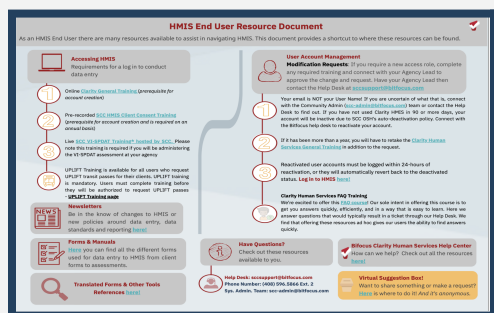 HMIS End User Resource Document
As an HMIS End User there are many resources available to assist in navigating HMIS. This document provides a shortcut to where these resources can be found.
Accessing HMIS
Requirements for a log in to conduct
data entry
1
Online Clarity General Training (prerequisite for
account creation)
2
Pre-recorded SCC HMIS Client Consent Training
(prerequisite for account creation and is required on an
annual basis)
3
Live SCC VI-SPDAT Training* hosted by SCC. Please
note this training is required if you will be administering
the VI-SPDAT assessment at your agency
UPLIFT Training is available for all users who request
UPLIFT transit passes for their clients. UPLIFT training
is mandatory. Users must complete training before
they will be authorized to request UPLIFT passes
- UPLIFT Training page
NEWS
Newsletters
Be in the know of changes to HMIS or
new policies around data entry, data
standards and reporting here!
Forms & Manuals
Here you can find all the different forms
used for data entry to HMIS from client
forms to assessments.
Translated Forms & Other Tools
References here!
User Account Management
Modification Requests: If you require a new access role, complete
any required training and connect with your Agency Lead to
approve the change and request. Have your Agency Lead then
contact the Help Desk at sccsupport@bitfocus!
1
Your email is NOT your User Name! If you are uncertain of what that is, connect
with the Community Admin (scc-admin@bitfocus) team or contact the Help
Desk to find out. If you have not used Clarity HMIS in 90 or more days, your
account will be inactive due to SCC OSH's auto-deactivation policy. Connect with
the Bitfocus help desk to reactivate your account.
2
If it has been more than a year, you will have to retake the Clarity Human
Services General Training in addition to the request.
3
Reactivated user accounts must be logged within 24-hours of
reactivation, or they will automatically revert back to the deactivated
status. Log in to HMIS here!
Clarity Human Services FAQ Training
We're excited to offer this FAQ course! Our sole intent in offering this course is to
get you answers quickly, efficiently, and in a way that is easy to learn. Here we
answer questions that would typically result in a ticket through our Help Desk. We
find that offering these resources ad hoc gives our users the ability to find answers
quickly.
Have Questions?
Check out these resources
available to you.
Help Desk: sccsupport@bitfocus.com
Phone Number: (408) 596.5866 Ext. 2
Sys. Admin. Team: scc-admin@bitfocus.com
Bitfocus Clarity Human Services Help Center
How can we help? Check out all the resources
here!
Virtual Suggestion Box!
Want to share something or make a request?
Here is where to do it! And it's anonymous.